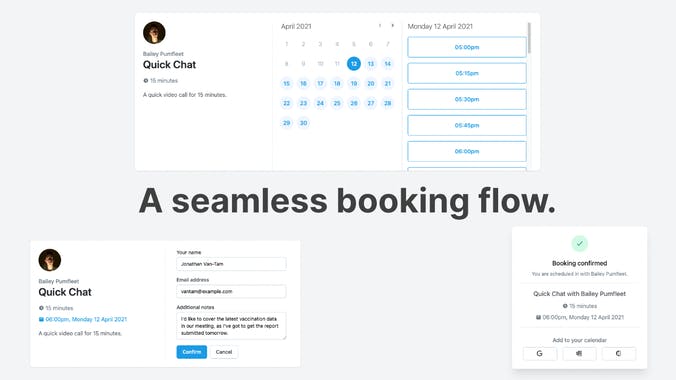 Bailey Pumfleet
Quick Chat
15 minutes
A quick video call for 15 minutes.
April 2021
1 2 3 4 5 6 7
8 9 10 11 12 13 14
15 16 17 18 19 20 21
22 23 24 25 26 27 28
29 30
Monday 12 April 2021
05:00pm
05:15pm
05:30pm
05:45pm
06:00pm
A seamless booking flow.
Bailey Pumfleet
Quick Chat
15 minutes
06:00pm, Monday 12 April 2021
A quick video call for 15 minutes.
Your name
Jonathan Van-Tam
Email address
vantam@example.com
Additional notes
I'd like to cover the latest vaccination data
in our meeting, as I've got to get the report
submitted tomorrow.
Confirm Cancel
Booking confirmed
You are scheduled in with Bailey Pumfleet.
Quick Chat with Bailey Pumfleet
15 minutes
06:00pm, Monday 12 April 2021
Add to your calendar
G